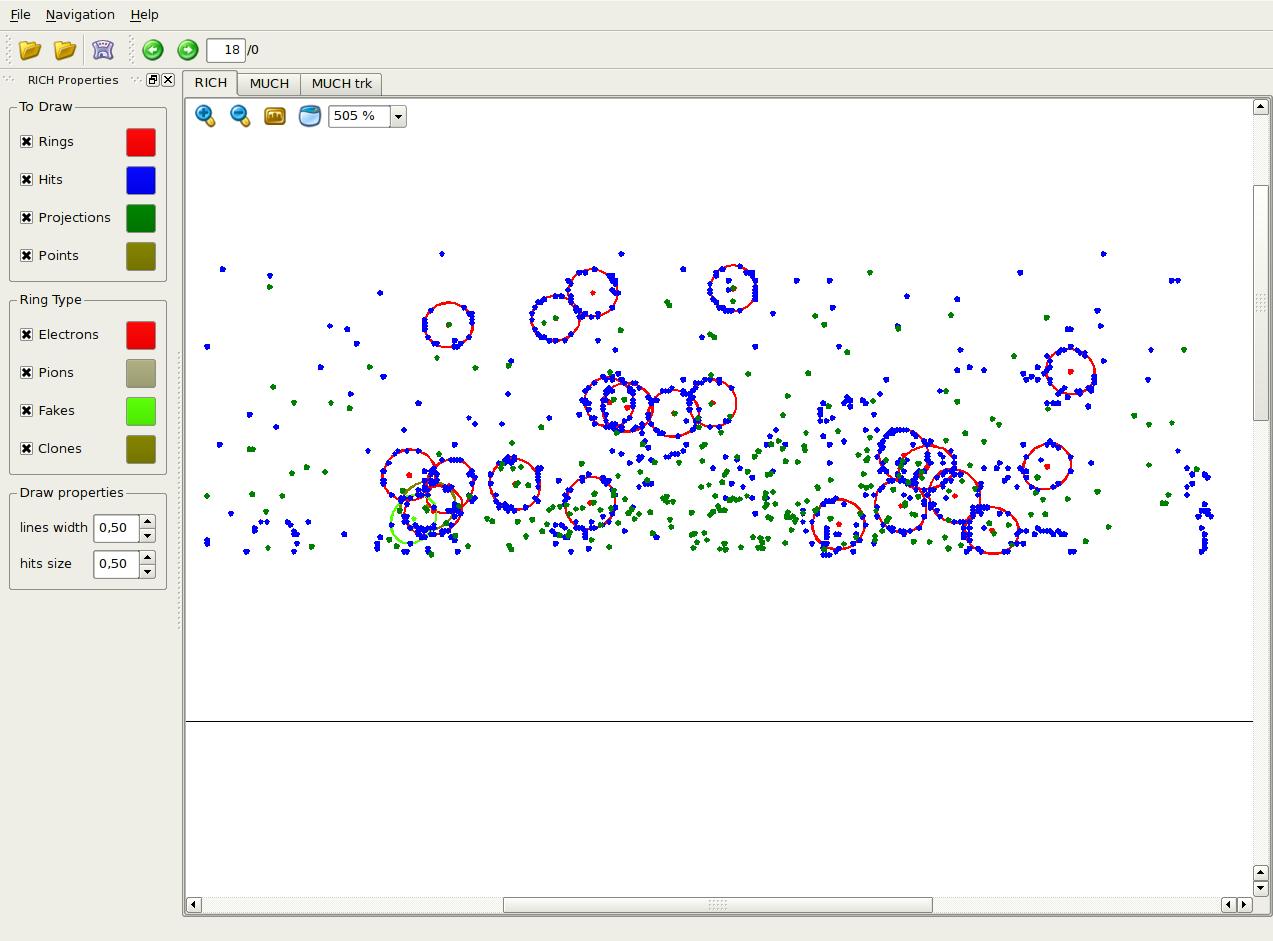 File Navigation Help
18 /0
RICH Properties
RICH MUCH MUCH trk
505 %
To Draw
Rings
Hits
Projections
Points
Ring Type
Electrons
Pions
Fakes
Clones
Draw properties
lines width 0,50
hits size 0,50